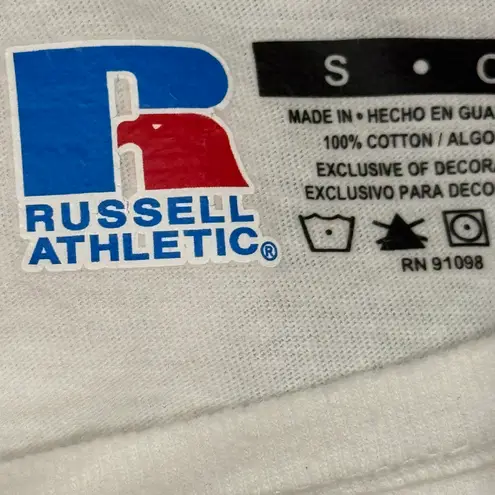 RUSSELL
ATHLETIC®
S • C
MADE IN • HECHO EN GUA
100% COTTON / ALGO
EXCLUSIVE OF DECORA
EXCLUSIVO PARA DECO
RN 91098